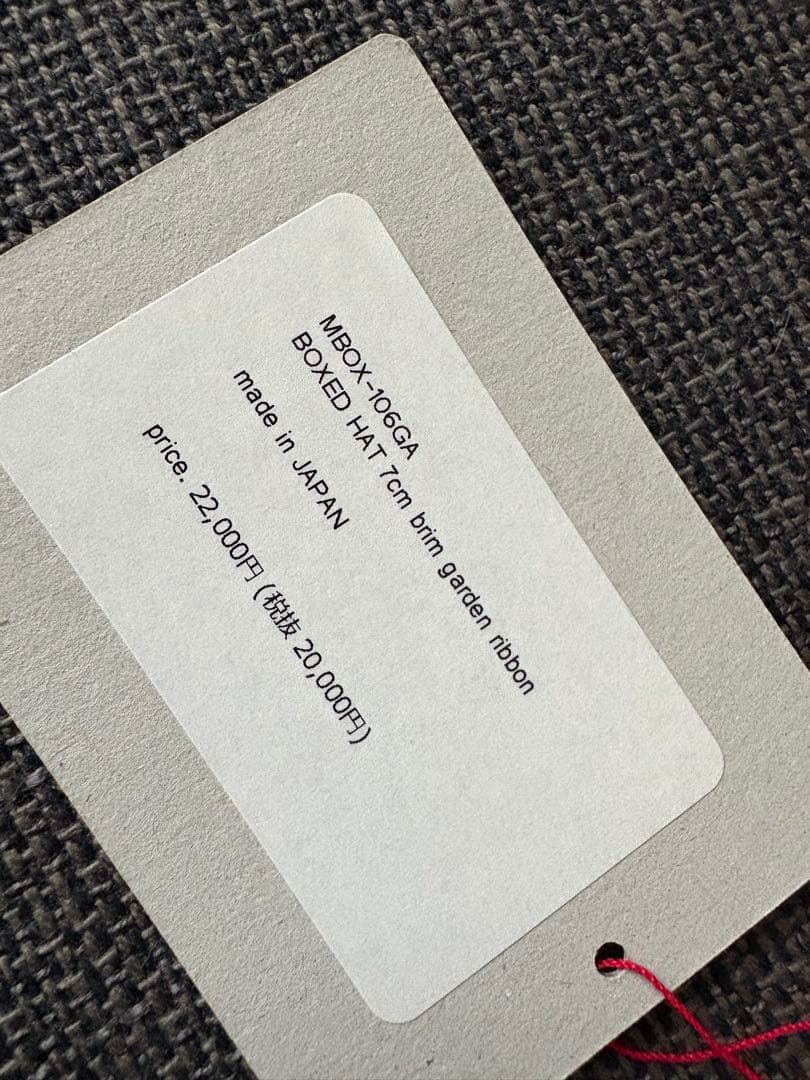 MBOX-106GA
BOXED HAT 7cm brim garden ribbon
made in JAPAN
price. 22,000円 (税抜 20,000円)